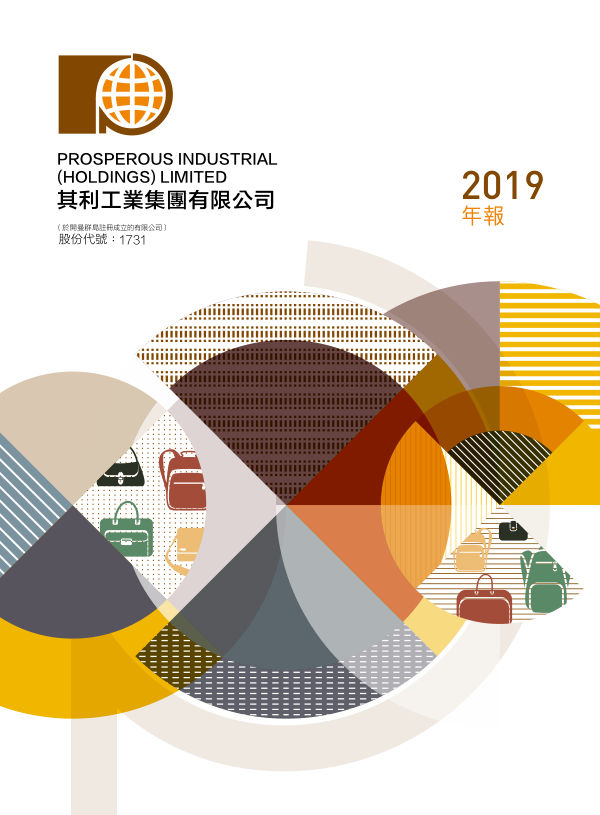 PROSPEROUS INDUSTRIAL
(HOLDINGS) LIMITED
其利工業集團有限公司
(於開曼群島註冊成立的有限公司)
股份代號：1731
2019
年報